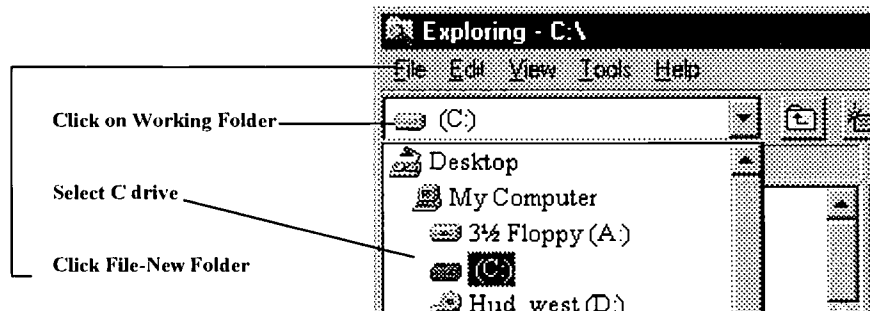 Exploring - C:\
File Edit View Tools Help
Click on Working Folder
(C:)
Desktop
Select C drive
My Computer
3½ Floppy (A:)
Click File-New Folder
(C:)
Hud_west (D:)